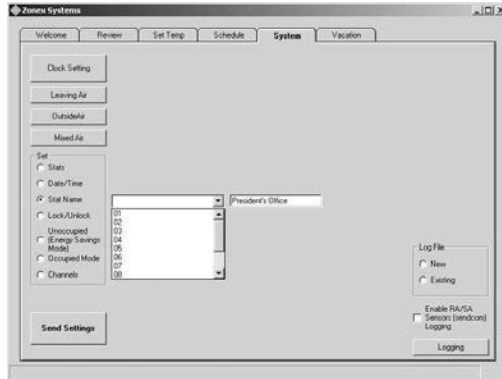 Zonex Systems
Welcome
Review
Set Temp
Schedule
System
Vacation
Clock Setting
Leaving Air
OutsideAir
Mixed Air
Set
Stats
Date/Time
Stat Name
President's Office
Lock/Unlock
Unoccupied
(Energy Savings
Mode)
Occupied Mode
Channels
01
02
03
04
05
06
07
08
Log File
New
Existing
Enable RA/SA
Sensors (sendcom)
Logging
Send Settings
Logging